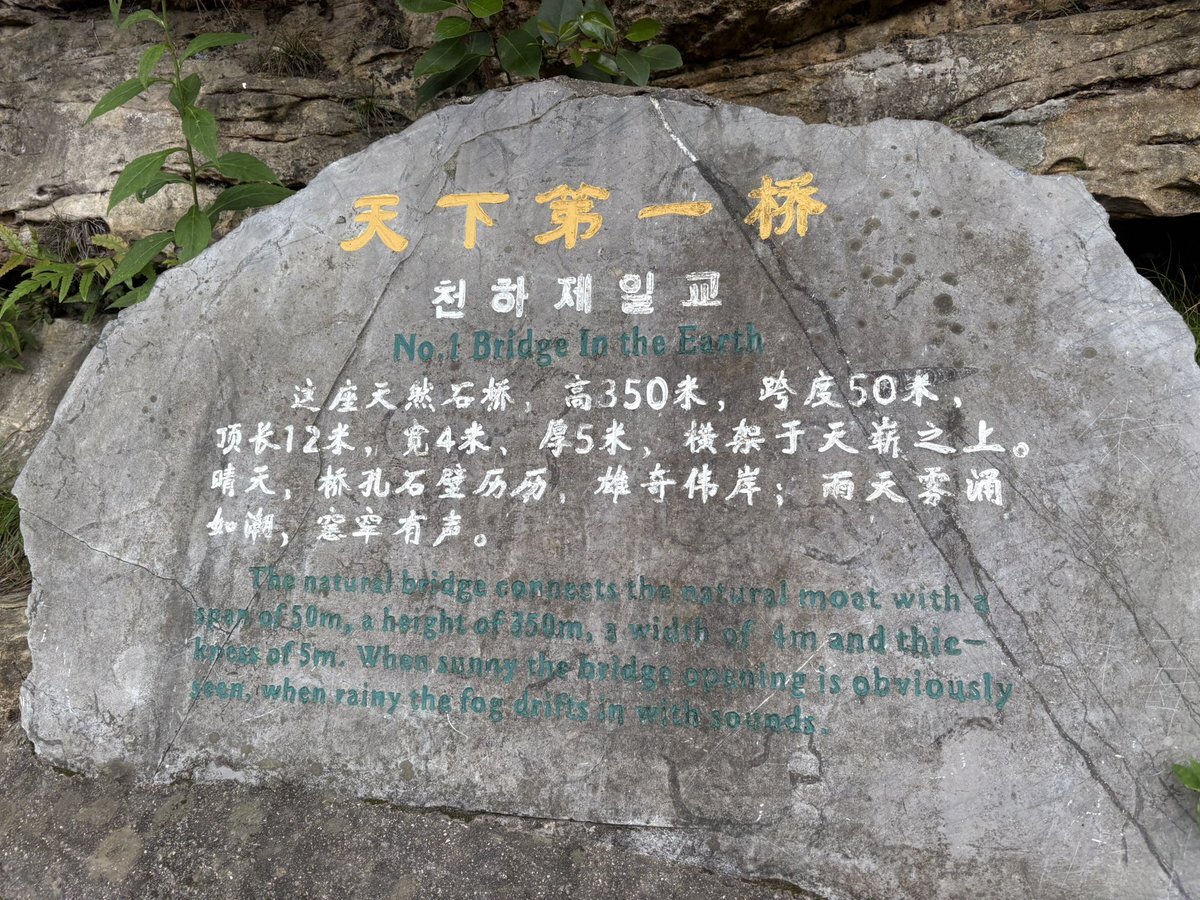 天下第一桥
천하제일교
No.1 Bridge In the Earth
这座天然石桥，高350米，跨度50米，
顶长12米，宽4米、厚5米，横架于天崭之上。
晴天，桥孔石壁历历，雄奇伟岸；雨天雾涌
如潮，窸窣有声。
The natural bridge connects the natural moat with a
span of 50m, a height of 350m, a width of 4m and thic-
kness of 5m. When sunny the bridge opening is obviously
seen, when rainy the fog drifts in with sounds.